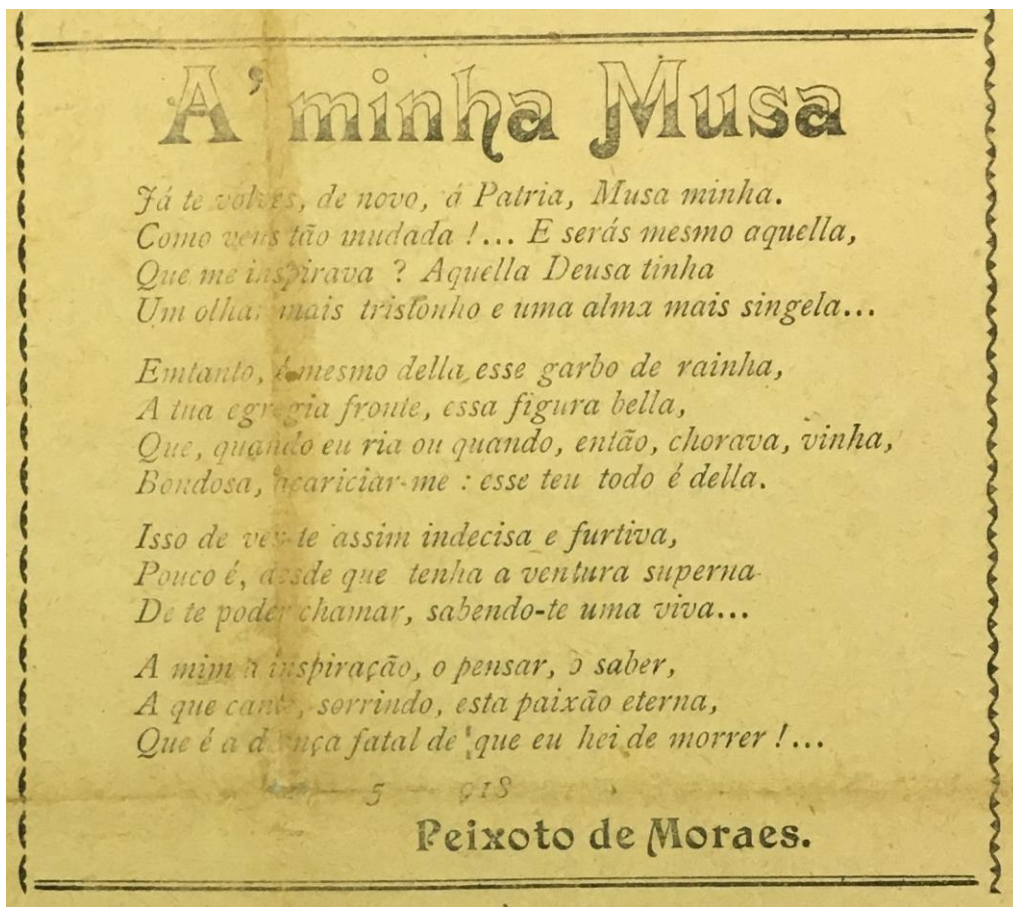 A' minha Musa
Já te volves, de novo, á Patria, Musa minha.
Como vens tão mudada !... E serás mesmo aquella,
Que me inspirava ? Aquella Deusa tinha
Um olhar mais tristonho e uma alma mais singela...
Emtanto, é mesmo della esse garbo de rainha,
A tua egregia fronte, essa figura bella,
Que, quando eu ria ou quando, então, chorava, vinha,
Bondosa, acariciar-me : esse teu todo é della.
Isso de ver-te assim indecisa e furtiva,
Pouco é, desde que tenha a ventura superna
De te poder chamar, sabendo-te uma viva...
A mim a inspiração, o pensar, o saber,
A que cante, sorrindo, esta paixão eterna,
Que é a doença fatal de que eu hei de morrer !...
5 918
Peixoto de Moraes.